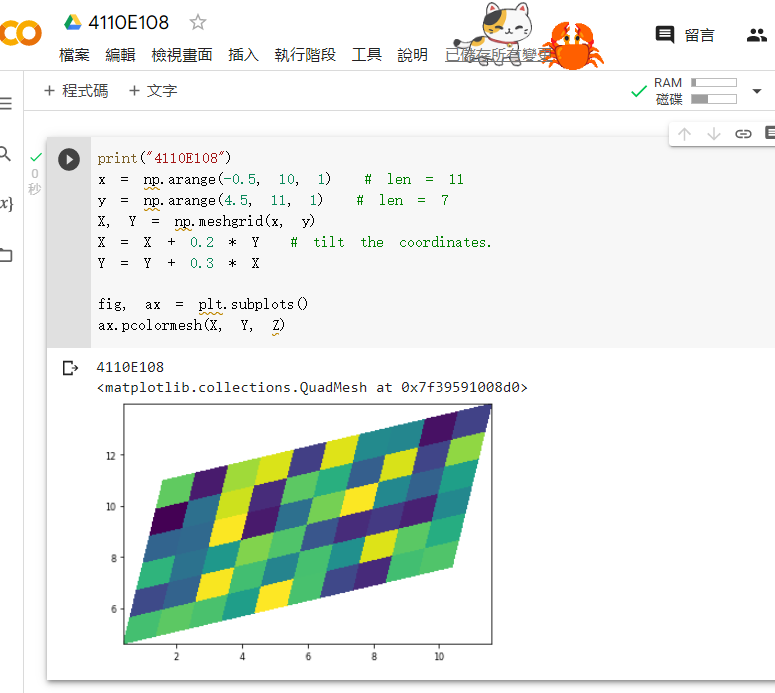 4110E108
檔案 編輯 檢視畫面 插入 執行階段 工具 說明 已儲存所有變更
留言
+ 程式碼 + 文字
RAM
磁碟
0
秒
x}
print("4110E108")
x = np.arange(-0.5, 10, 1) # len = 11
y = np.arange(4.5, 11, 1) # len = 7
X, Y = np.meshgrid(x, y)
X = X + 0.2 * Y # tilt the coordinates.
Y = Y + 0.3 * X
fig, ax = plt.subplots()
ax.pcolormesh(X, Y, Z)
4110E108
<matplotlib.collections.QuadMesh at 0x7f39591008d0>
12
10
8
6
2 4 6 8 10